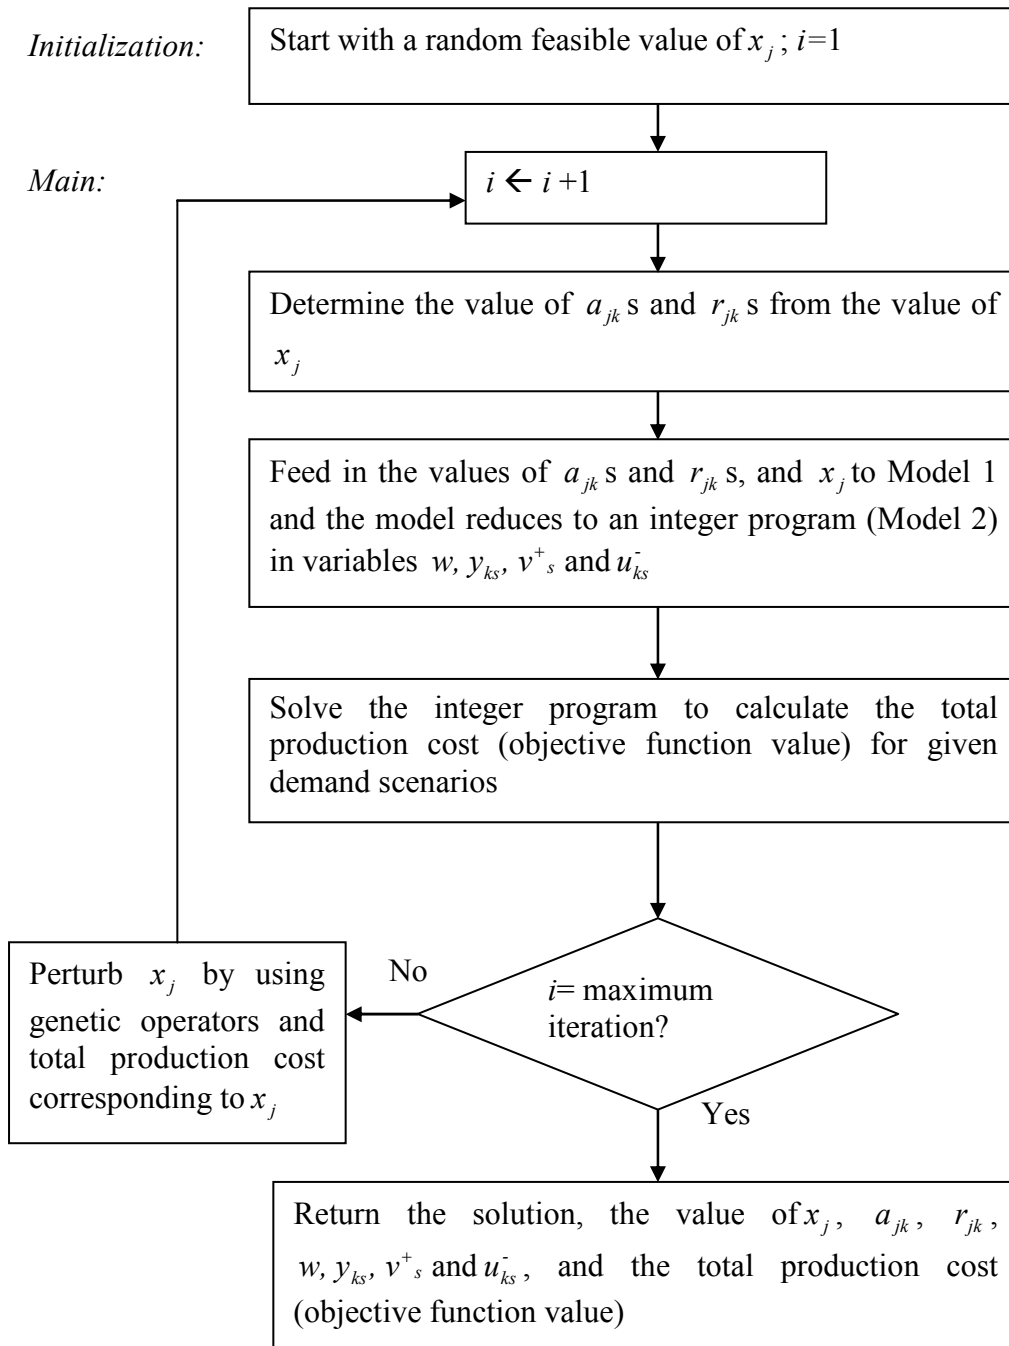 Initialization:
Start with a random feasible value of x_j ; i=1
Main:
i ← i +1
Determine the value of a_jk s and r_jk s from the value of
x_j
Feed in the values of a_jk s and r_jk s, and x_j to Model 1
and the model reduces to an integer program (Model 2)
in variables w, y_ks, v^+_s and u^-_ks
Solve the integer program to calculate the total
production cost (objective function value) for given
demand scenarios
i= maximum
iteration?
No
Perturb x_j by using
genetic operators and
total production cost
corresponding to x_j
Yes
Return the solution, the value of x_j , a_jk , r_jk ,
w, y_ks, v^+_s and u^-_ks , and the total production cost
(objective function value)